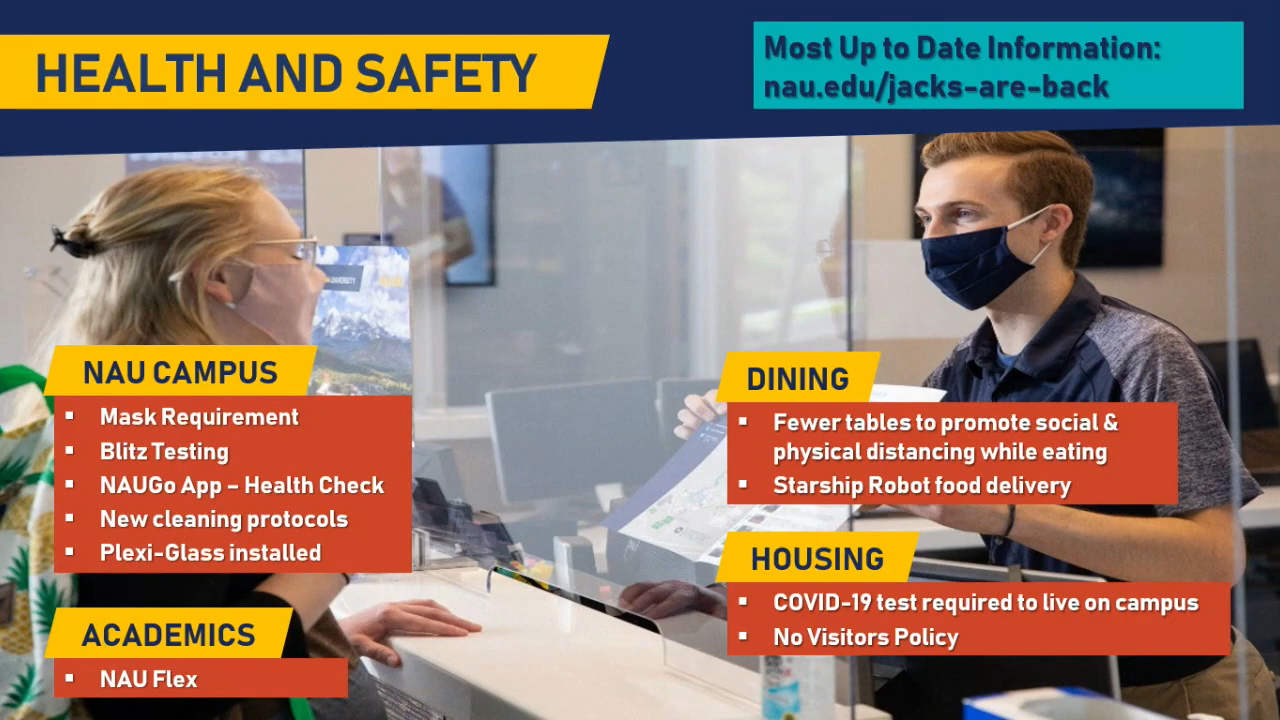 HEALTH AND SAFETY
Most Up to Date Information:
nau.edu/jacks-are-back
NAU CAMPUS
▪ Mask Requirement
▪ Blitz Testing
▪ NAUGo App – Health Check
▪ New cleaning protocols
▪ Plexi-Glass installed
ACADEMICS
▪ NAU Flex
DINING
▪ Fewer tables to promote social &
physical distancing while eating
▪ Starship Robot food delivery
HOUSING
▪ COVID-19 test required to live on campus
▪ No Visitors Policy